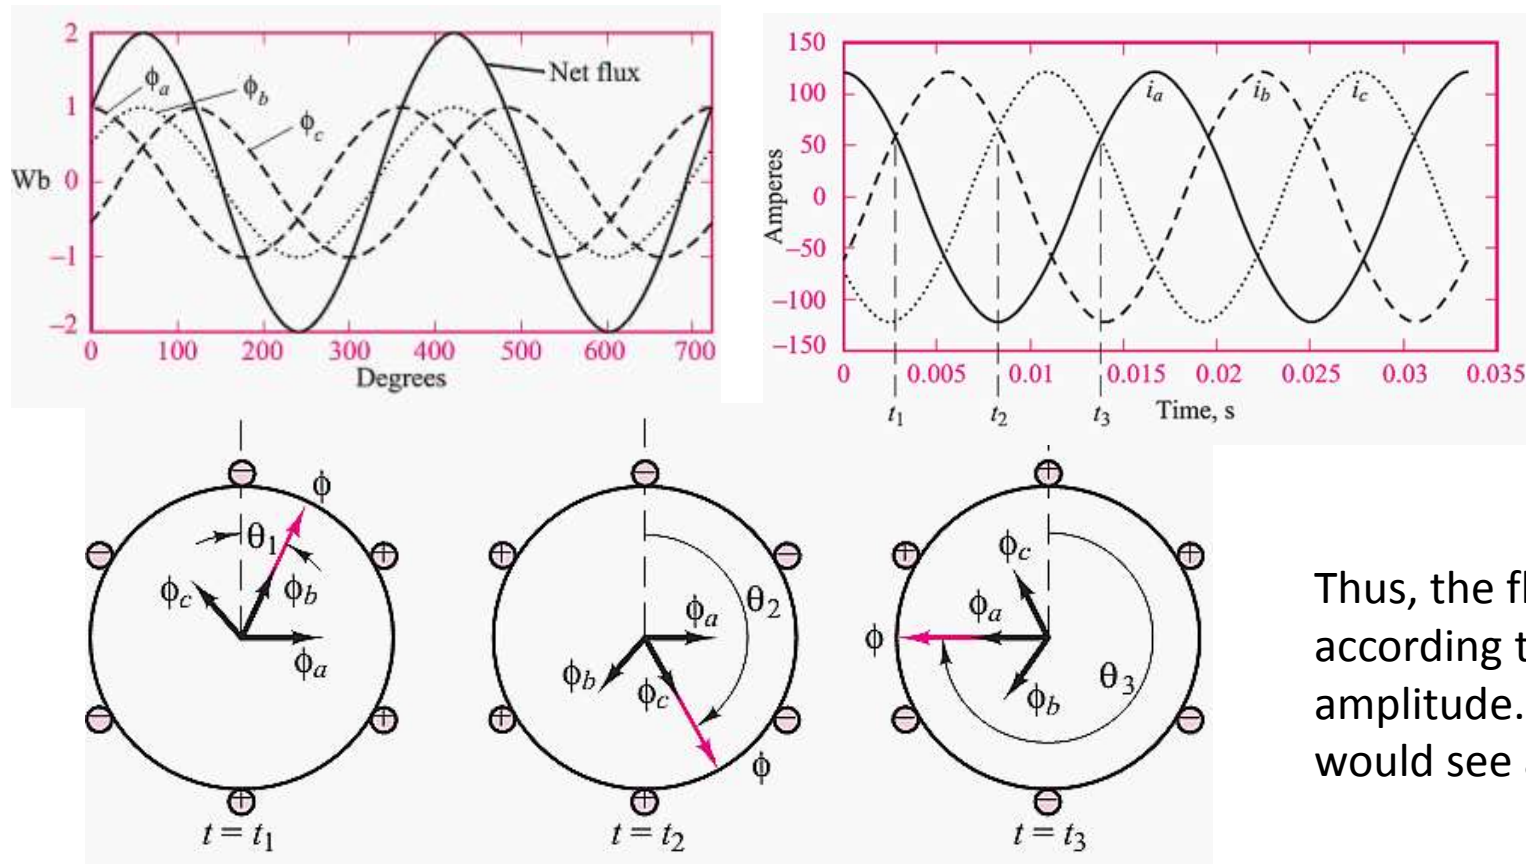 2
1
Wb
0
−1
−2
0
100
200
300
400
500
600
700
Degrees
ϕa
ϕb
ϕc
Net flux
150
100
50
0
−50
−100
−150
Amperes
ia
ib
ic
0
0.005
0.01
0.015
0.02
0.025
0.03
0.035
t1
t2
t3
Time, s
−
ϕ
θ1
−
+
ϕc
ϕb
ϕa
−
+
+
t = t1
−
+
−
θ2
ϕa
ϕb
ϕc
+
−
ϕ
+
t = t2
+
ϕc
+
+
ϕa
ϕ
θ3
ϕb
−
−
−
t = t3
Thus, the fl
according t
amplitude.
would see